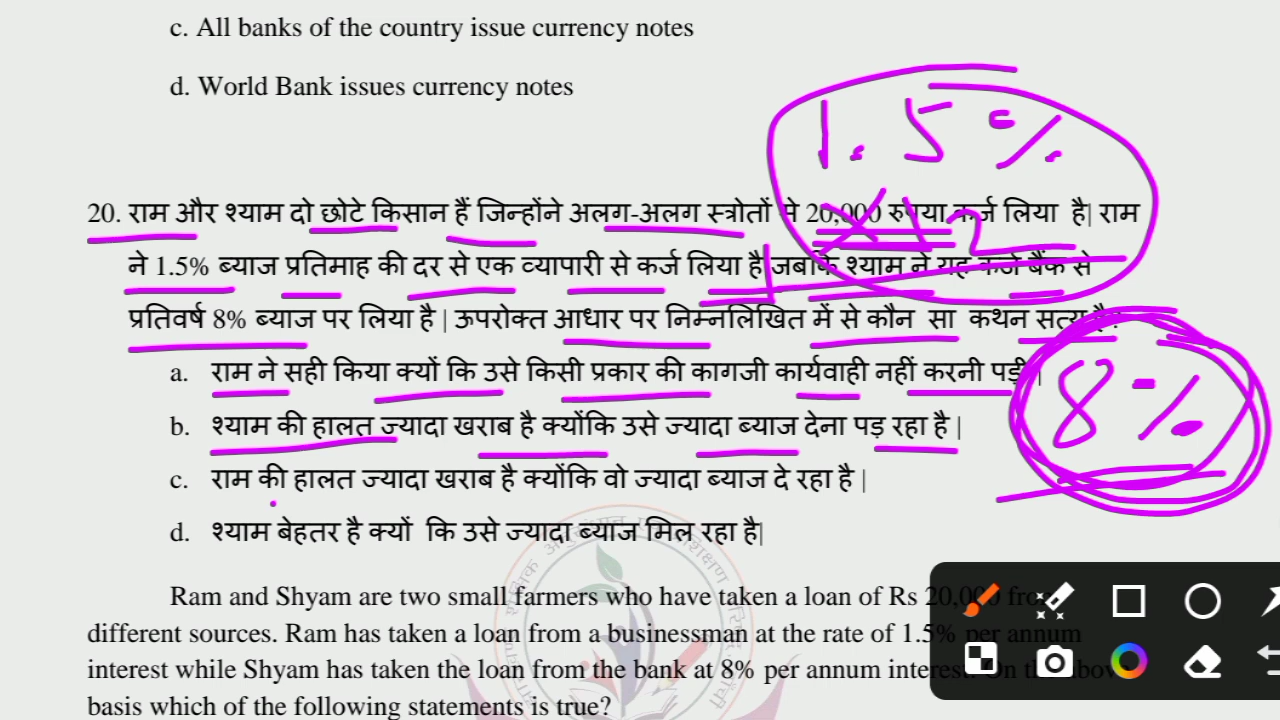 c. All banks of the country issue currency notes
d. World Bank issues currency notes
1.5%
×12
20. राम और श्याम दो छोटे किसान हैं जिन्होंने अलग-अलग स्त्रोतों से 20,000 रुपया कर्ज लिया है| राम
ने 1.5% ब्याज प्रतिमाह की दर से एक व्यापारी से कर्ज लिया है| जबकि श्याम ने यह कर्ज बैंक से
प्रतिवर्ष 8% ब्याज पर लिया है | ऊपरोक्त आधार पर निम्नलिखित में से कौन सा कथन सत्य है?
8%
a. राम ने सही किया क्यों कि उसे किसी प्रकार की कागजी कार्यवाही नहीं करनी पड़ी |
b. श्याम की हालत ज्यादा खराब है क्योंकि उसे ज्यादा ब्याज देना पड़ रहा है |
c. राम की हालत ज्यादा खराब है क्योंकि वो ज्यादा ब्याज दे रहा है |
d. श्याम बेहतर है क्यों कि उसे ज्यादा ब्याज मिल रहा है|
Ram and Shyam are two small farmers who have taken a loan of Rs 20,000 from
different sources. Ram has taken a loan from a businessman at the rate of 1.5% per annum
interest while Shyam has taken the loan from the bank at 8% per annum interest. On the above
basis which of the following statements is true?